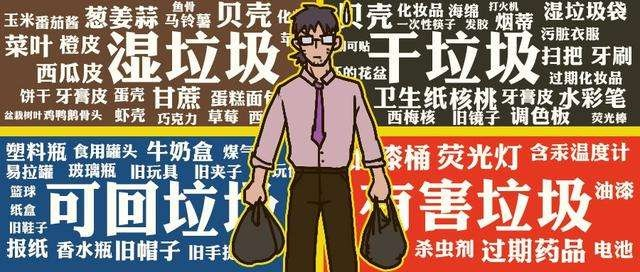 玉米 番茄酱 葱姜蒜 鱼骨 马铃薯 贝壳
菜叶 橙皮 湿垃圾
西瓜皮
饼干 牙膏皮 蛋壳 甘蔗 蛋糕 面包
盆栽 树叶 鸡鸭鹅骨头 虾壳 巧克力 草莓 西
贝壳 化妆品 海绵 打火机 湿垃圾袋
一次性筷子 发胶 烟蒂 污脏衣服
可贴 干垃圾 扫把 牙刷
的花盆 过期化妆品
卫生纸 核桃 牙膏皮 水彩笔
西梅核 旧镜子 调色板 荧光棒
塑料瓶 食用罐头 牛奶盒 煤气
易拉罐 玻璃瓶 旧玩具 旧夹子
篮球 可回垃圾
纸盒
旧鞋子
报纸 香水瓶 旧帽子 旧手
漆桶 荧光灯 含汞温度计
有害垃圾 油漆
杀虫剂 过期药品 电池